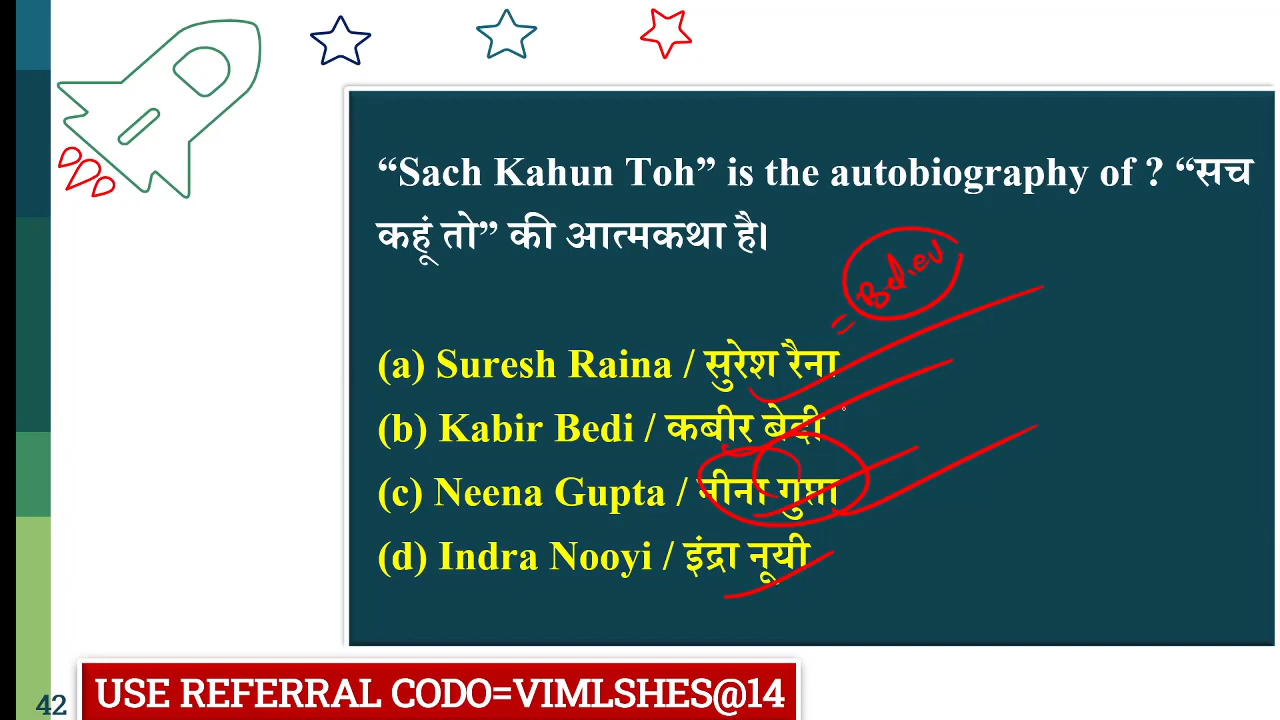 “Sach Kahun Toh” is the autobiography of ? “सच
कहूं तो” की आत्मकथा है।
(a) Suresh Raina / सुरेश रैना
(b) Kabir Bedi / कबीर बेदी
(c) Neena Gupta / नीना गुप्ता
(d) Indra Nooyi / इंद्रा नूयी
42
USE REFERRAL CODO=VIMLSHES@14